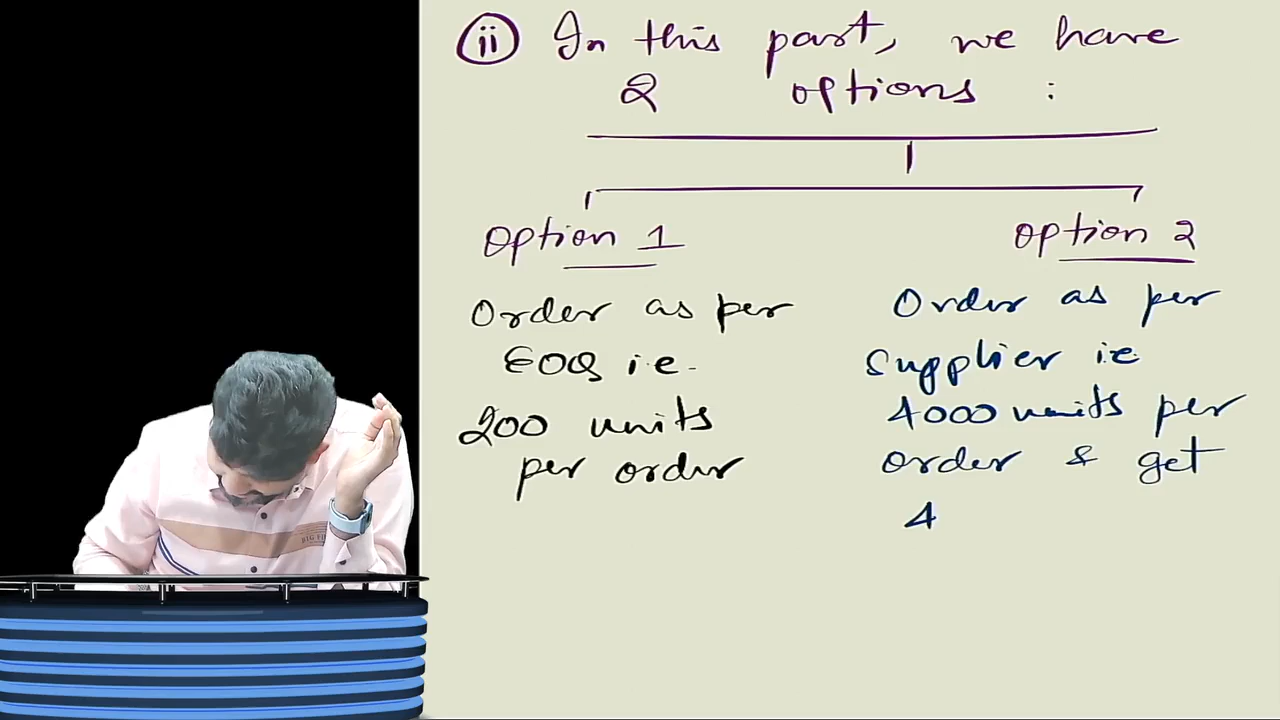 ii In this part, we have
2 options :
Option 1
Order as per
EOQ i.e.
200 units
per order
Option 2
Order as per
Supplier i.e
4000 units per
order & get
4